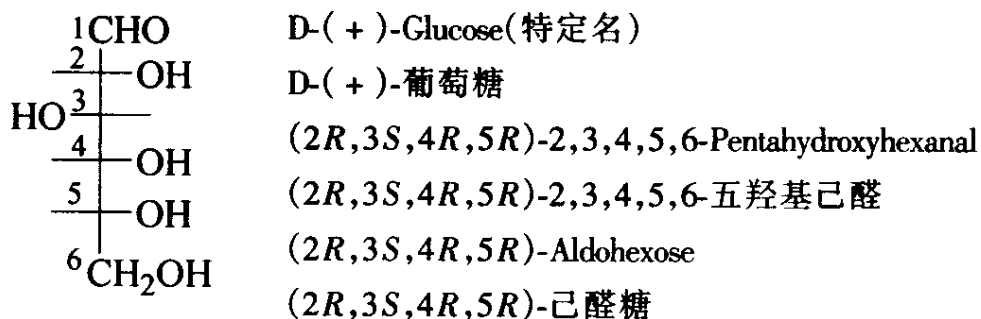 1CHO
2 OH
HO 3
4 OH
5 OH
6 CH₂OH
D-( + )-Glucose(特定名)
D-( + )-葡萄糖
(2R,3S,4R,5R)-2,3,4,5,6-Pentahydroxyhexanal
(2R,3S,4R,5R)-2,3,4,5,6-五羟基己醛
(2R,3S,4R,5R)-Aldohexose
(2R,3S,4R,5R)-己醛糖